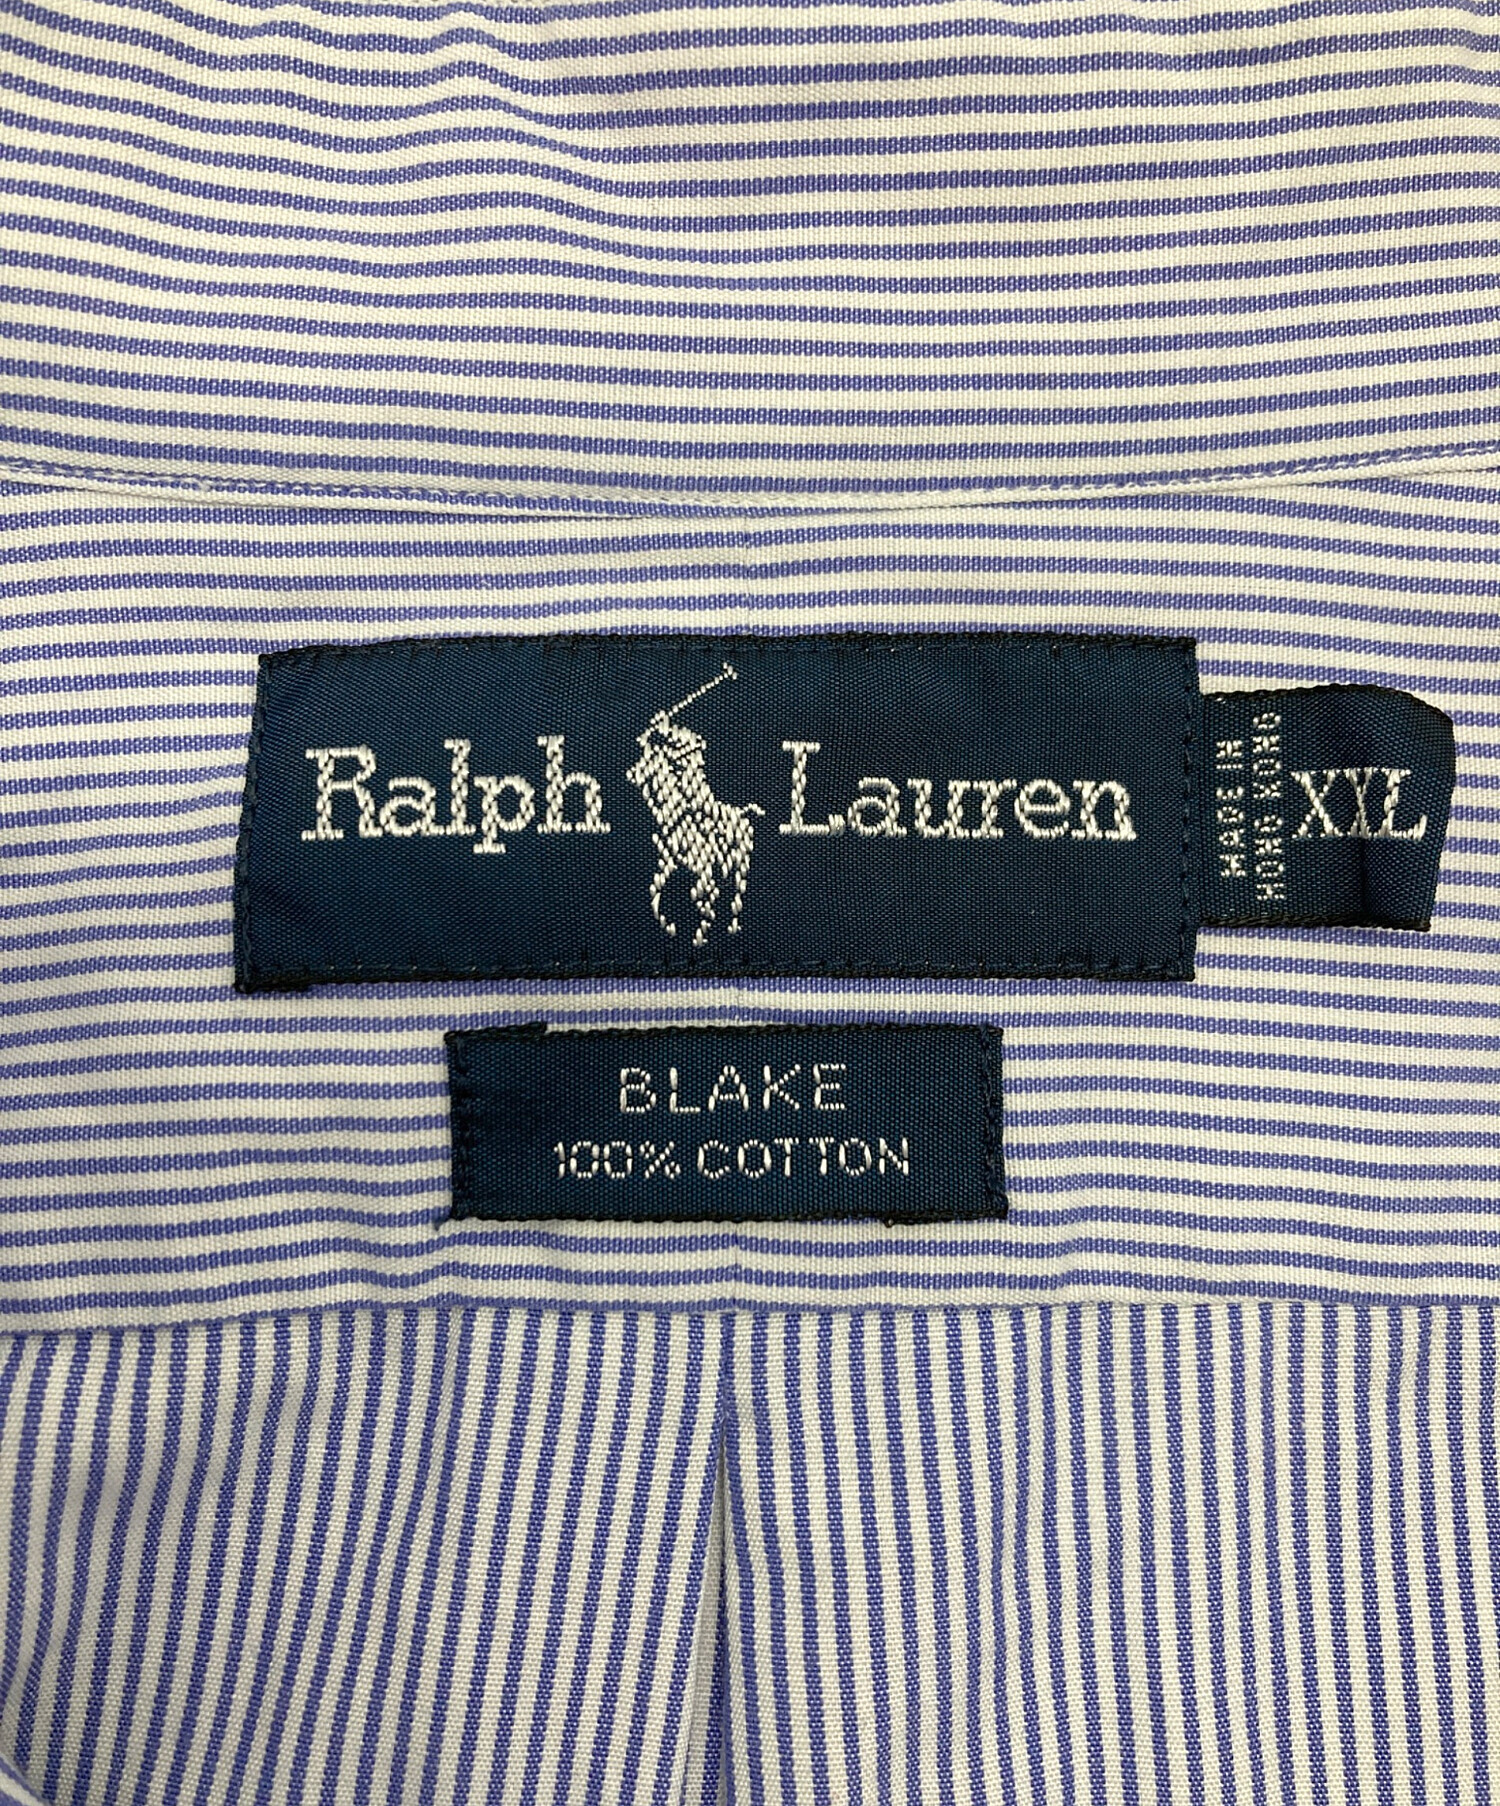 Ralph Lauren
MADE IN
HONG KONG
XXL
BLAKE
100% COTTON